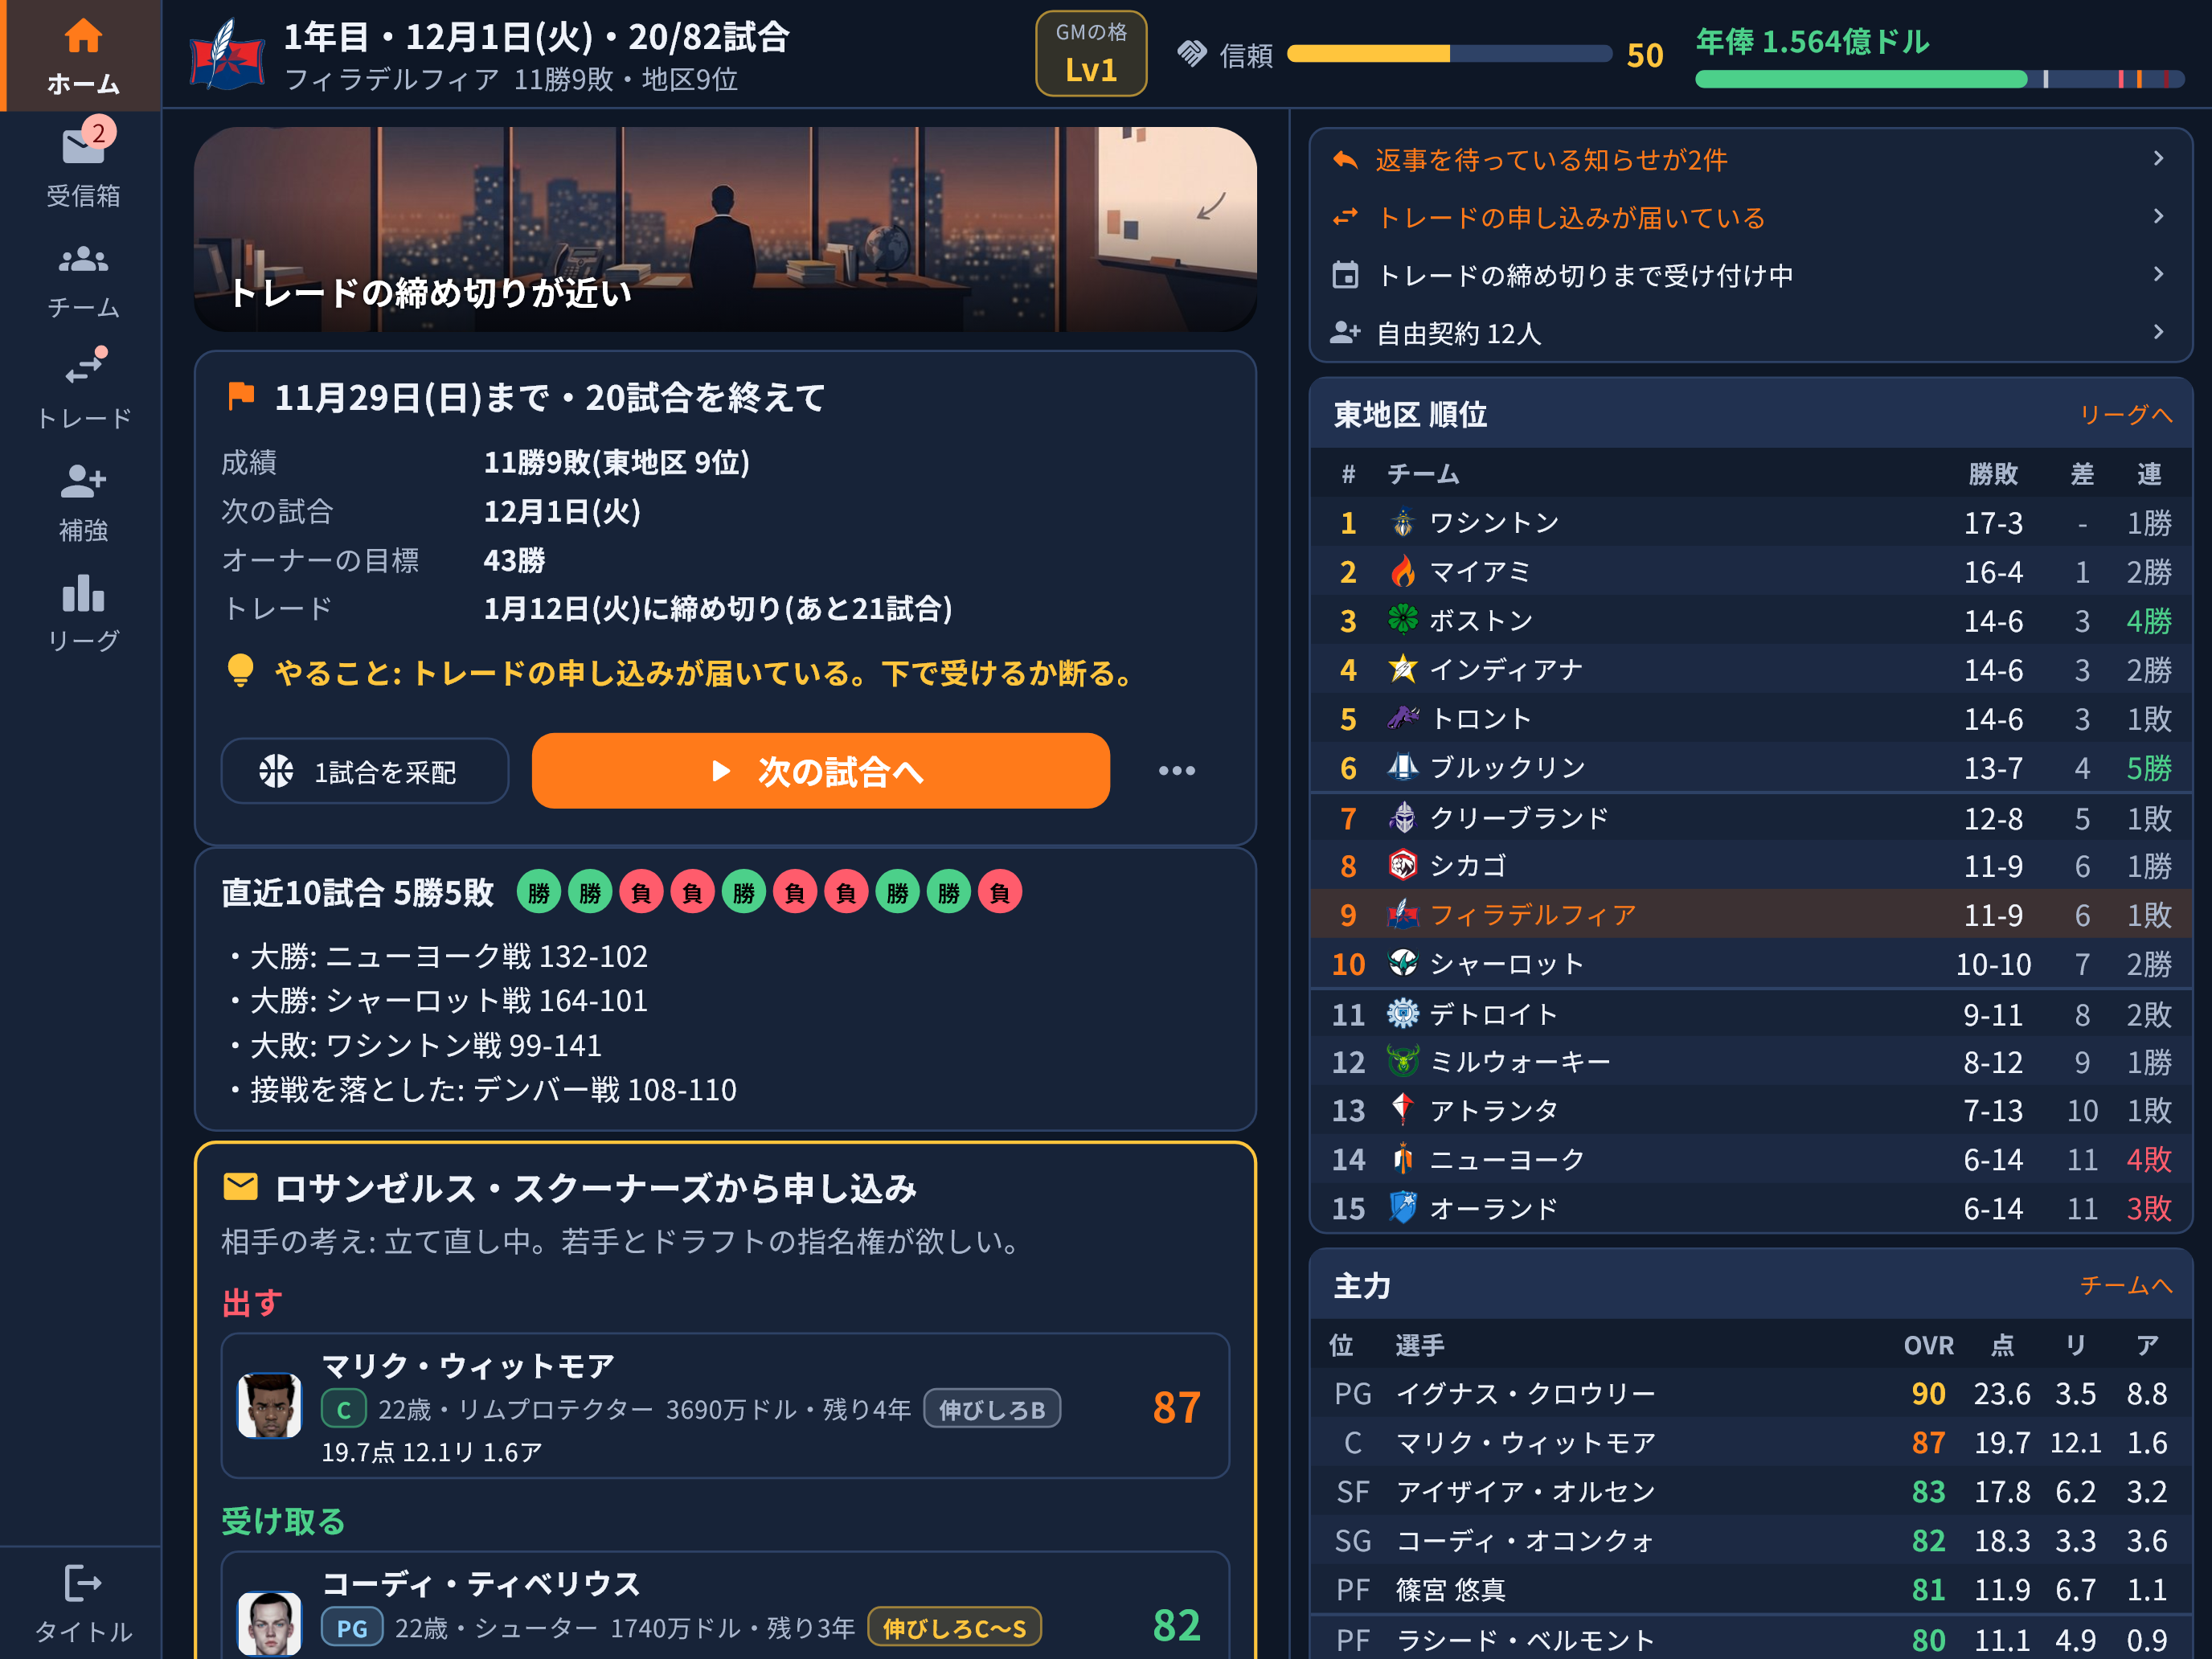 ホーム
2
受信箱
チーム
トレード
補強
リーグ
タイトル
1年目・12月1日(火)・20/82試合
フィラデルフィア 11勝9敗・地区9位
GMの格
Lv1
信頼
50
年俸 1.564億ドル
トレードの締め切りが近い
11月29日(日)まで・20試合を終えて
成績 11勝9敗(東地区 9位)
次の試合 12月1日(火)
オーナーの目標 43勝
トレード 1月12日(火)に締め切り(あと21試合)
やること: トレードの申し込みが届いている。下で受けるか断る。
1試合を采配
次の試合へ
直近10試合 5勝5敗 勝 勝 負 負 勝 負 負 勝 勝 負
・大勝: ニューヨーク戦 132-102
・大勝: シャーロット戦 164-101
・大敗: ワシントン戦 99-141
・接戦を落とした: デンバー戦 108-110
ロサンゼルス・スクーナーズから申し込み
相手の考え: 立て直し中。若手とドラフトの指名権が欲しい。
出す
マリク・ウィットモア
C 22歳・リムプロテクター 3690万ドル・残り4年 伸びしろB
87
19.7点 12.1リ 1.6ア
受け取る
コーディ・ティベリウス
PG 22歳・シューター 1740万ドル・残り3年 伸びしろC〜S
82
返事を待っている知らせが2件
トレードの申し込みが届いている
トレードの締め切りまで受け付け中
自由契約 12人
東地区 順位 リーグへ
# チーム 勝敗 差 連
1 ワシントン 17-3 - 1勝
2 マイアミ 16-4 1 2勝
3 ボストン 14-6 3 4勝
4 インディアナ 14-6 3 2勝
5 トロント 14-6 3 1敗
6 ブルックリン 13-7 4 5勝
7 クリーブランド 12-8 5 1敗
8 シカゴ 11-9 6 1勝
9 フィラデルフィア 11-9 6 1敗
10 シャーロット 10-10 7 2勝
11 デトロイト 9-11 8 2敗
12 ミルウォーキー 8-12 9 1勝
13 アトランタ 7-13 10 1敗
14 ニューヨーク 6-14 11 4敗
15 オーランド 6-14 11 3敗
主力 チームへ
位 選手 OVR 点 リ ア
PG イグナス・クロウリー 90 23.6 3.5 8.8
C マリク・ウィットモア 87 19.7 12.1 1.6
SF アイザイア・オルセン 83 17.8 6.2 3.2
SG コーディ・オコンクォ 82 18.3 3.3 3.6
PF 篠宮 悠真 81 11.9 6.7 1.1
PF ラシード・ベルモント 80 11.1 4.9 0.9